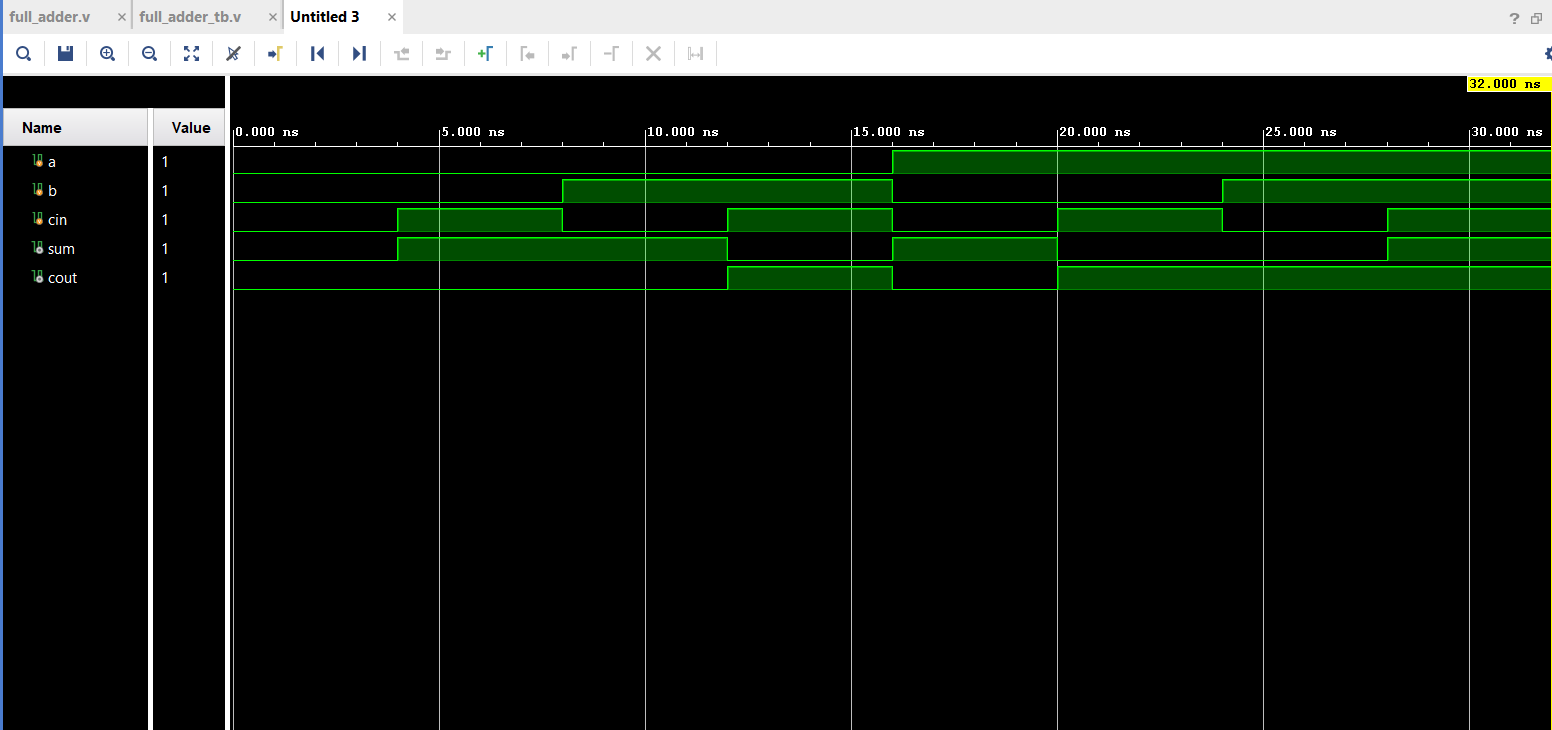 full_adder.v × full_adder_tb.v × Untitled 3 × ?
32.000 ns
Name Value 0.000 ns 5.000 ns 10.000 ns 15.000 ns 20.000 ns 25.000 ns 30.000 ns
a 1
b 1
cin 1
sum 1
cout 1